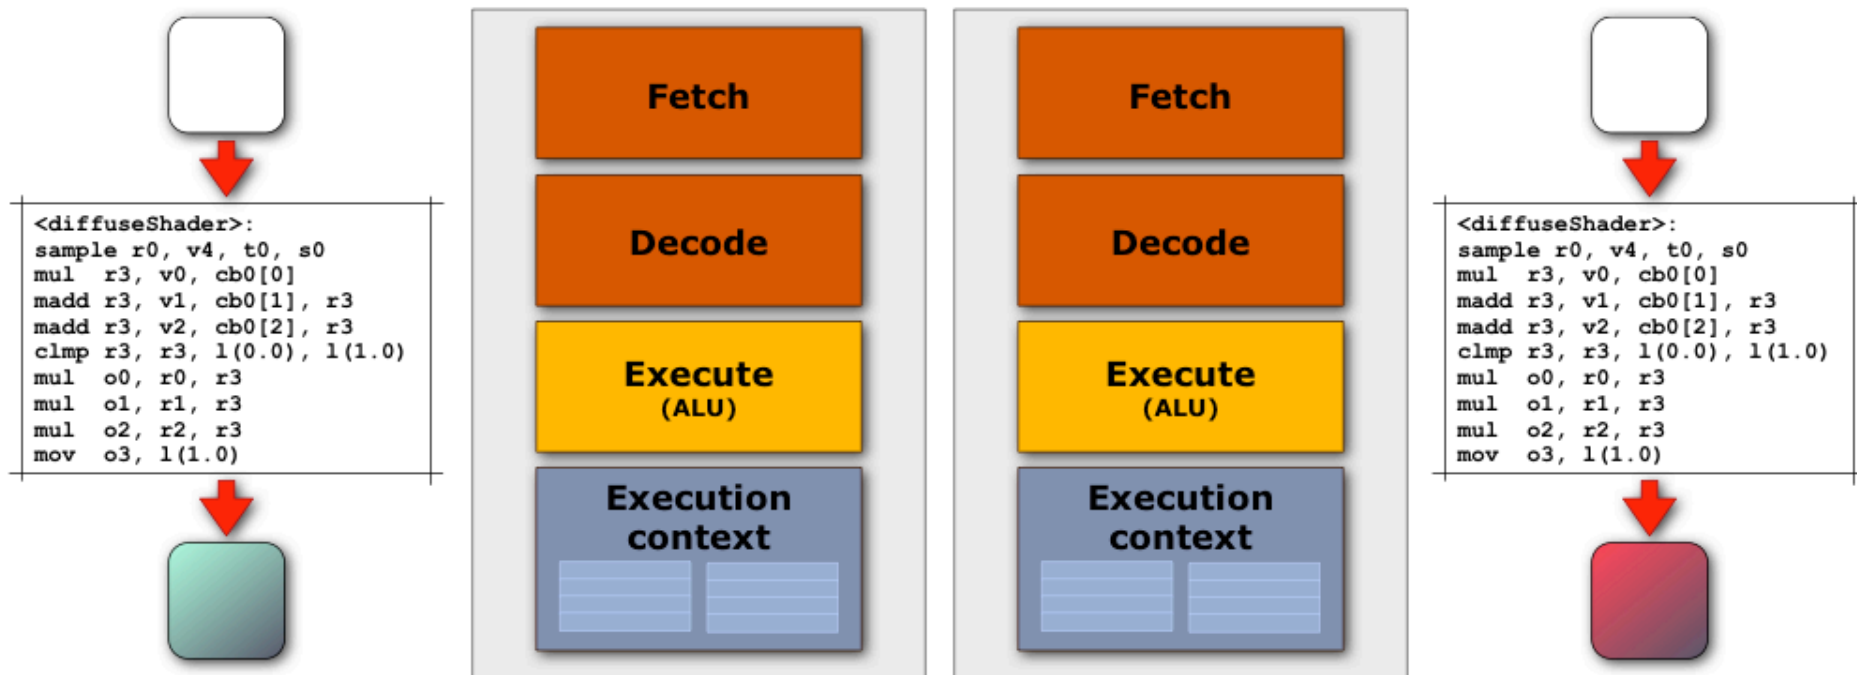 <diffuseShader>:
sample r0, v4, t0, s0
mul  r3, v0, cb0[0]
madd r3, v1, cb0[1], r3
madd r3, v2, cb0[2], r3
clmp r3, r3, l(0.0), l(1.0)
mul  o0, r0, r3
mul  o1, r1, r3
mul  o2, r2, r3
mov  o3, l(1.0)
Fetch
Decode
Execute
(ALU)
Execution
context
Fetch
Decode
Execute
(ALU)
Execution
context
<diffuseShader>:
sample r0, v4, t0, s0
mul  r3, v0, cb0[0]
madd r3, v1, cb0[1], r3
madd r3, v2, cb0[2], r3
clmp r3, r3, l(0.0), l(1.0)
mul  o0, r0, r3
mul  o1, r1, r3
mul  o2, r2, r3
mov  o3, l(1.0)